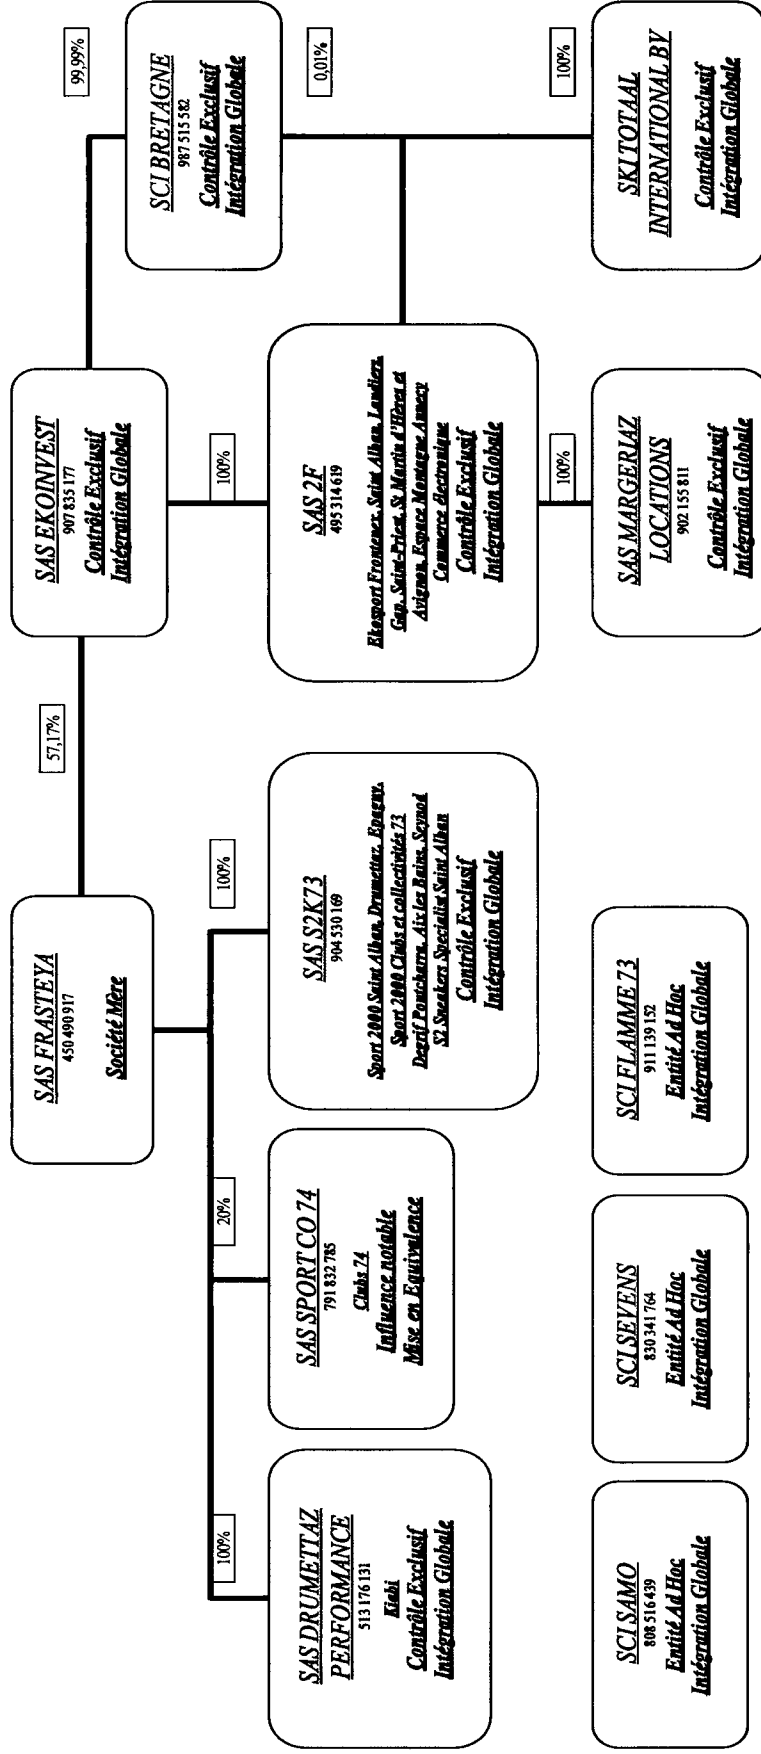 SAS FRASTEYA
450 490 917
Société Mère
57,17%
SAS EKOINVEST
907 835 177
Contrôle Exclusif
Intégration Globale
99,99%
SCI BRETAGNE
987 515 582
Contrôle Exclusif
Intégration Globale
100%
20%
100%
100%
0,01%
SAS DRUMETTAZ
PERFORMANCE
513 176 131
Kiabi
Contrôle Exclusif
Intégration Globale
SAS SPORT CO 74
791 832 785
Clubs 74
Influence notable
Mise en Equivalence
SAS S2K73
904 530 169
Sport 2000 Saint Alban, Drumettaz, Epagny,
Sport 2000 Clubs et collectivités 73
Degrif Pontcharra, Aix les Bains, Seynod
S2 Sneakers Specialist Saint Alban
Contrôle Exclusif
Intégration Globale
SAS 2F
495 314 619
Ekosport Frontenex, Saint Alban, Landiers,
Gap, Saint-Priest, St Martin d'Hères et
Avignon, Espace Montagne Annecy
Commerce électronique
Contrôle Exclusif
Intégration Globale
100%
100%
SCI SAMO
808 516 439
Entité Ad Hoc
Intégration Globale
SCI SEVENS
830 341 764
Entité Ad Hoc
Intégration Globale
SCI FLAMME 73
911 139 152
Entité Ad Hoc
Intégration Globale
SAS MARGERIAZ
LOCATIONS
902 155 811
Contrôle Exclusif
Intégration Globale
SKI TOTAAL
INTERNATIONAL BV
Contrôle Exclusif
Intégration Globale